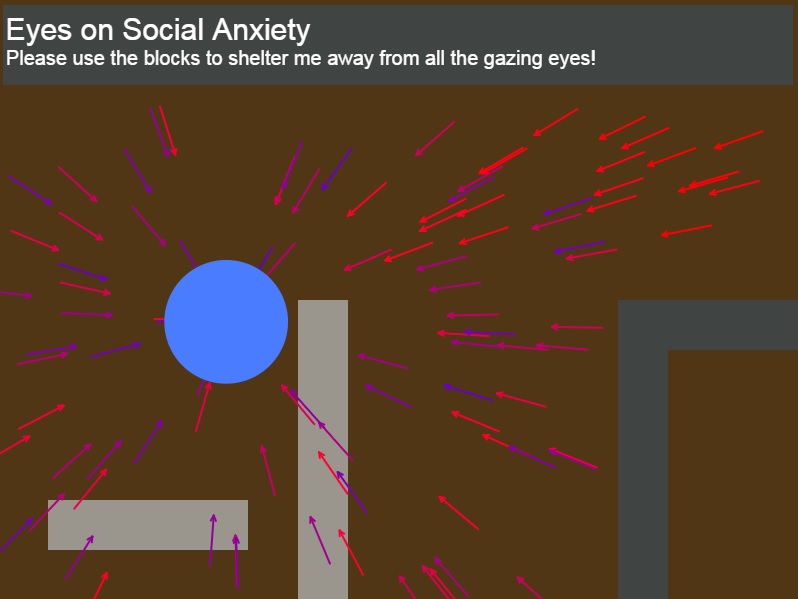 Eyes on Social Anxiety
Please use the blocks to shelter me away from all the gazing eyes!